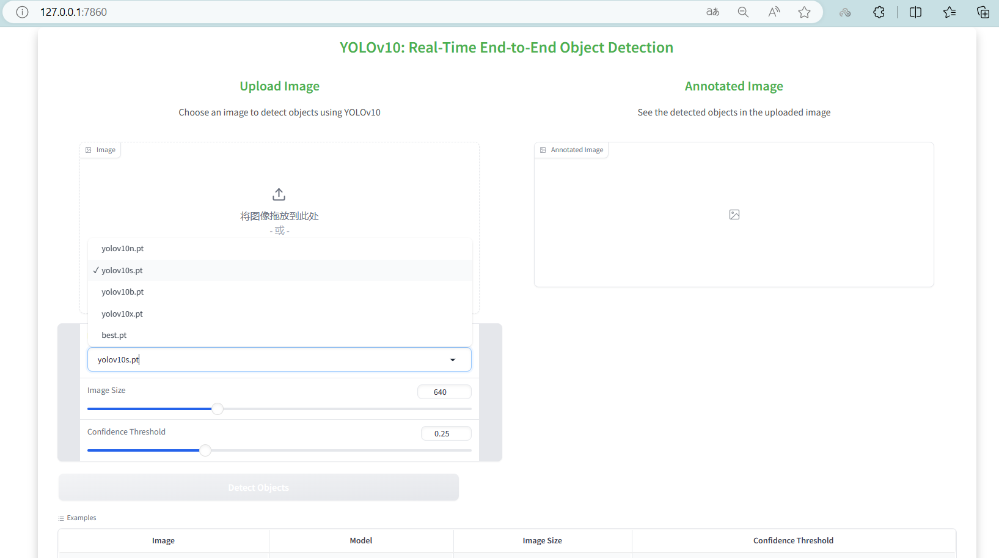 127.0.0.1:7860
aあ
YOLOv10: Real-Time End-to-End Object Detection
Upload Image
Choose an image to detect objects using YOLOv10
Image
将图像拖放到此处
- 或 -
yolov10n.pt
✓ yolov10s.pt
yolov10b.pt
yolov10x.pt
best.pt
yolov10s.pt
Image Size
640
Confidence Threshold
0.25
Detect Objects
Annotated Image
See the detected objects in the uploaded image
Annotated Image
Examples
Image Model Image Size Confidence Threshold